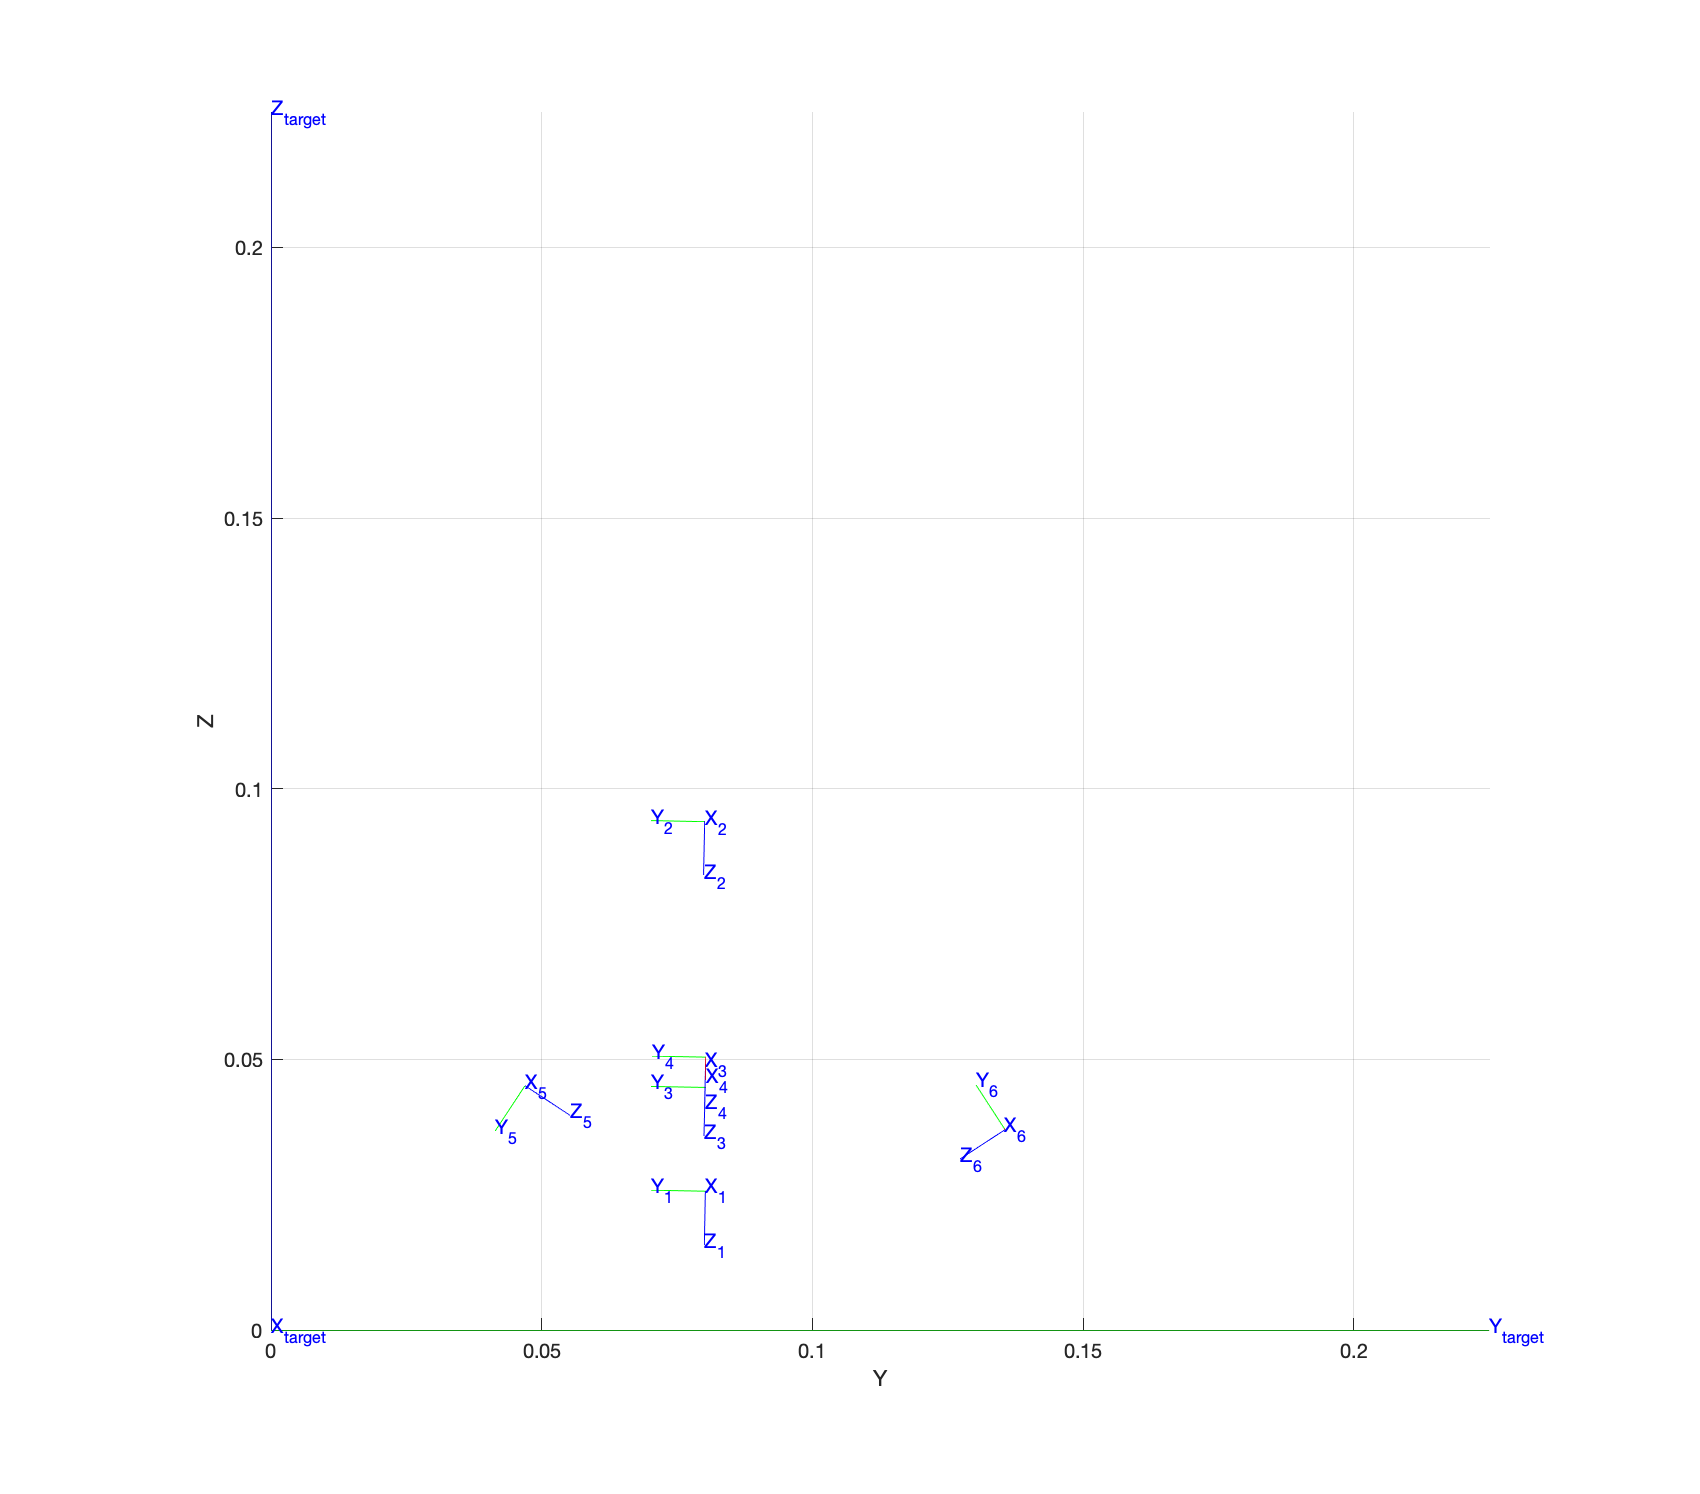 Z_target
0.2
0.15
Z
0.1
Y_2 X_2
Z_2
0.05
Y_4 X_3
Y_3 X_4
Z_4
Z_3
X_5
Z_5
Y_5
Y_6
X_6
Z_6
Y_1 X_1
Z_1
0
X_target
Y_target
0 0.05 0.1 0.15 0.2
Y